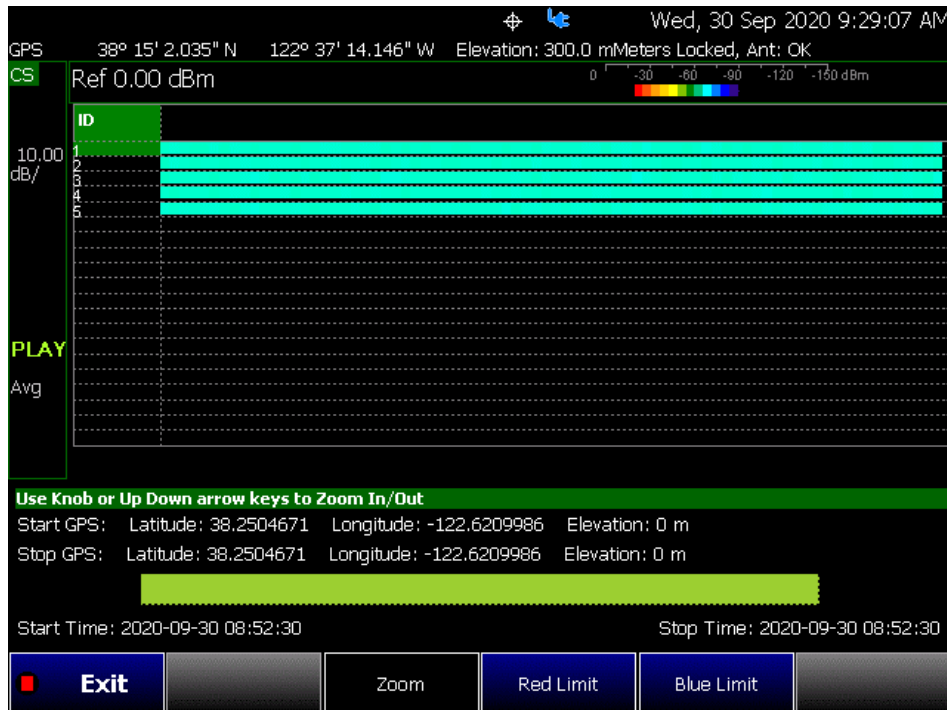 Wed, 30 Sep 2020 9:29:07 AM
GPS 38º 15' 2.035" N 122º 37' 14.146" W Elevation: 300.0 mMeters Locked, Ant: OK
CS Ref 0.00 dBm 0 -30 -60 -90 -120 -150 dBm
ID
10.00
dB/
1
2
3
4
5
PLAY
Avg
Use Knob or Up Down arrow keys to Zoom In/Out
Start GPS: Latitude: 38.2504671 Longitude: -122.6209986 Elevation: 0 m
Stop GPS: Latitude: 38.2504671 Longitude: -122.6209986 Elevation: 0 m
Start Time: 2020-09-30 08:52:30 Stop Time: 2020-09-30 08:52:30
Exit Zoom Red Limit Blue Limit